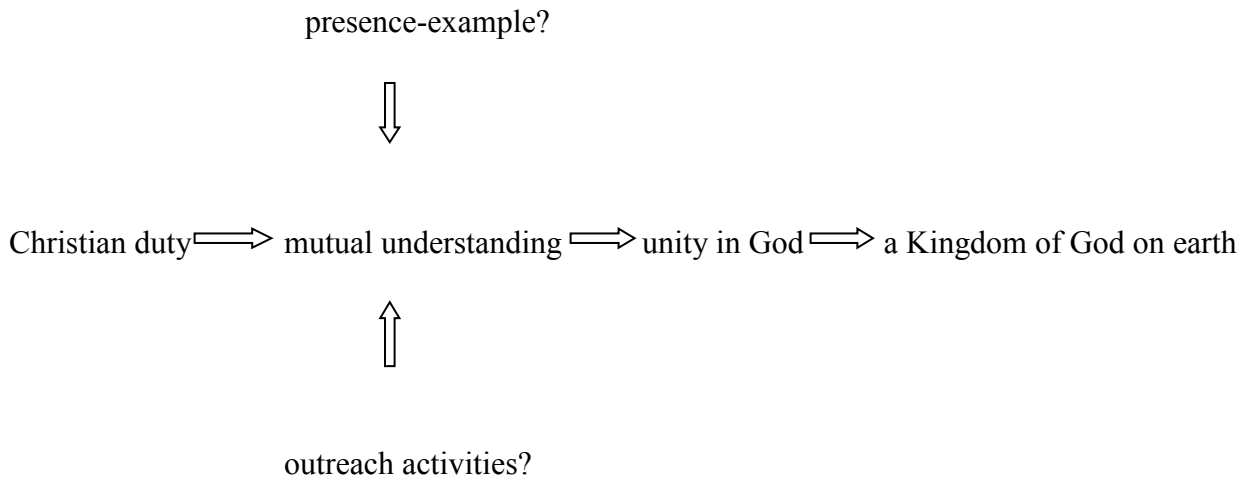 presence-example?
Christian duty mutual understanding unity in God a Kingdom of God on earth
outreach activities?